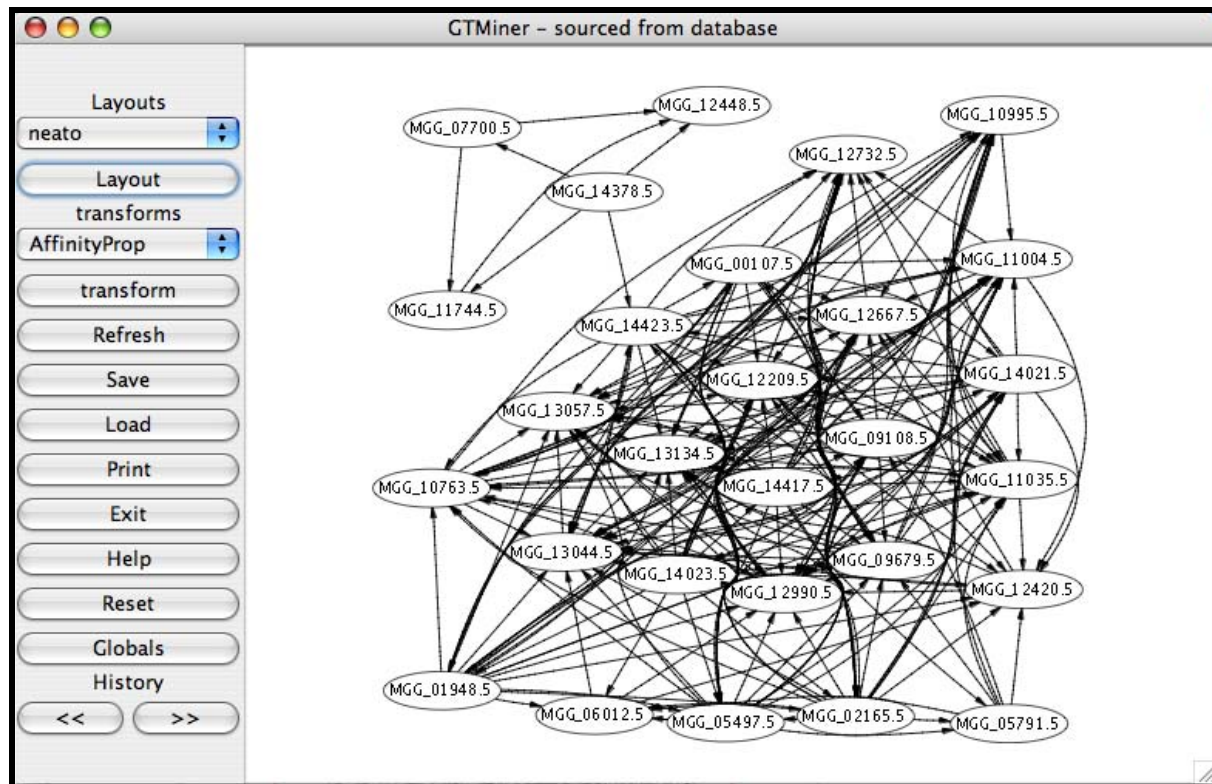 GTMiner – sourced from database
Layouts
neato
Layout
transforms
AffinityProp
transform
Refresh
Save
Load
Print
Exit
Help
Reset
Globals
History
<< >>
MGG_12448.5
MGG_10995.5
MGG_07700.5
MGG_12732.5
MGG_14378.5
MGG_00107.5
MGG_11004.5
MGG_11744.5
MGG_14423.5
MGG_12667.5
MGG_12209.5
MGG_14021.5
MGG_13057.5
MGG_09108.5
MGG_13134.5
MGG_10763.5
MGG_14417.5
MGG_11035.5
MGG_13044.5
MGG_09679.5
MGG_14023.5
MGG_12990.5
MGG_12420.5
MGG_01948.5
MGG_06012.5
MGG_05497.5
MGG_02165.5
MGG_05791.5